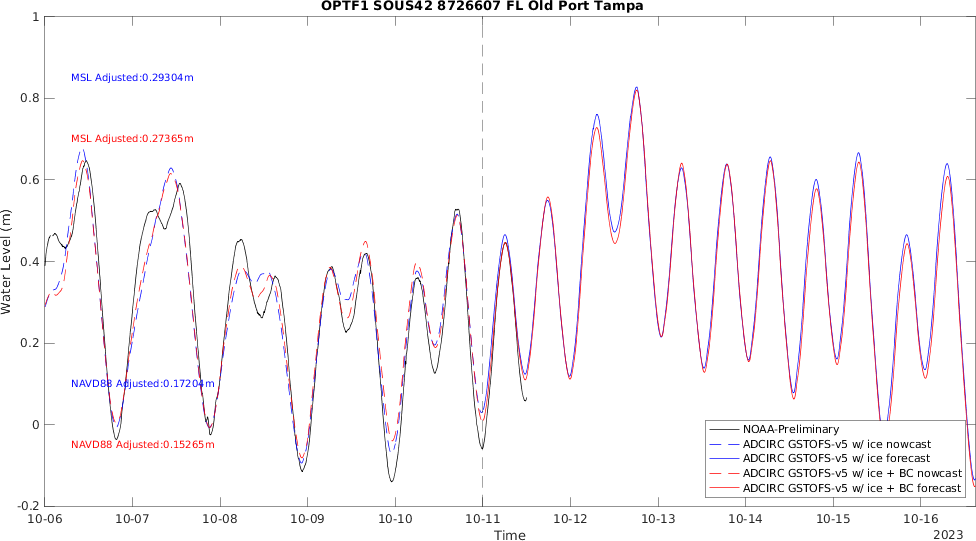 OPTF1 SOUS42 8726607 FL Old Port Tampa
1
0.8
0.6
0.4
0.2
0
-0.2
Water Level (m)
MSL Adjusted:0.29304m
MSL Adjusted:0.27365m
NAVD88 Adjusted:0.17204m
NAVD88 Adjusted:0.15265m
NOAA-Preliminary
ADCIRC GSTOFS-v5 w/ ice nowcast
ADCIRC GSTOFS-v5 w/ ice forecast
ADCIRC GSTOFS-v5 w/ ice + BC nowcast
ADCIRC GSTOFS-v5 w/ ice + BC forecast
10-06 10-07 10-08 10-09 10-10 10-11 10-12 10-13 10-14 10-15 10-16
Time
2023